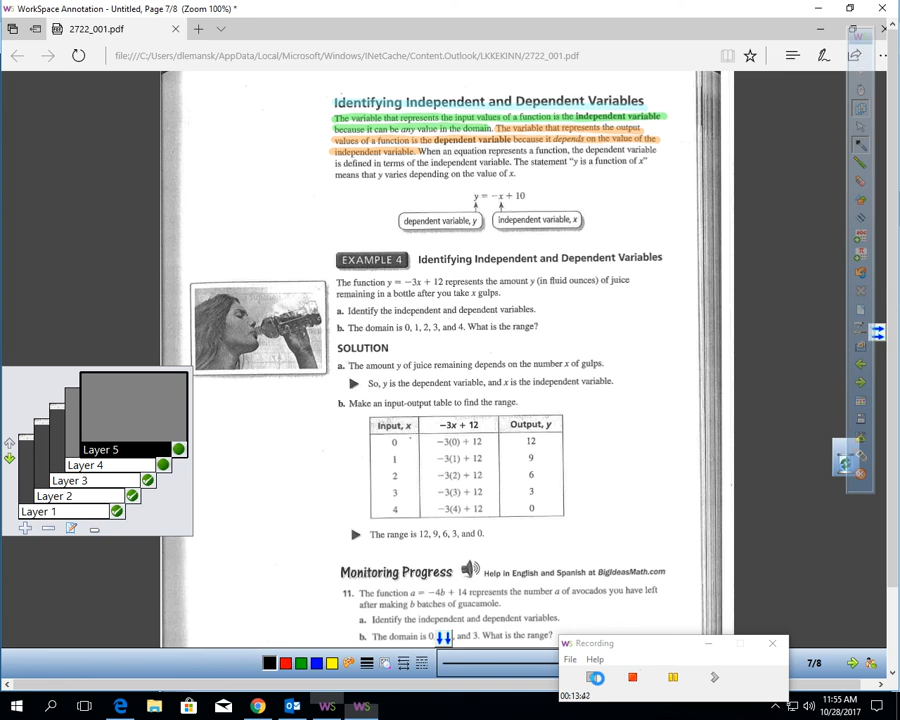 WorkSpace Annotation - Untitled, Page 7/8 (Zoom 100%) *
2722_001.pdf
file:///C:/Users/dlemansk/AppData/Local/Microsoft/Windows/INetCache/Content.Outlook/LKKEKINN/2722_001.pdf
Identifying Independent and Dependent Variables
The variable that represents the input values of a function is the independent variable
because it can be any value in the domain. The variable that represents the output
values of a function is the dependent variable because it depends on the value of the
independent variable. When an equation represents a function, the dependent variable
is defined in terms of the independent variable. The statement “y is a function of x”
means that y varies depending on the value of x.
y = −x + 10
dependent variable, y
independent variable, x
EXAMPLE 4 Identifying Independent and Dependent Variables
The function y = −3x + 12 represents the amount y (in fluid ounces) of juice
remaining in a bottle after you take x gulps.
a. Identify the independent and dependent variables.
b. The domain is 0, 1, 2, 3, and 4. What is the range?
SOLUTION
a. The amount y of juice remaining depends on the number x of gulps.
So, y is the dependent variable, and x is the independent variable.
b. Make an input-output table to find the range.
Input, x −3x + 12 Output, y
0 −3(0) + 12 12
1 −3(1) + 12 9
2 −3(2) + 12 6
3 −3(3) + 12 3
4 −3(4) + 12 0
The range is 12, 9, 6, 3, and 0.
Monitoring Progress Help in English and Spanish at BigIdeasMath.com
11. The function a = −4b + 14 represents the number a of avocados you have left
after making b batches of guacamole.
a. Identify the independent and dependent variables.
b. The domain is 0, and 3. What is the range?
Layer 5
Layer 4
Layer 3
Layer 2
Layer 1
Recording
File Help
7/8
11:55 AM
10/28/2017